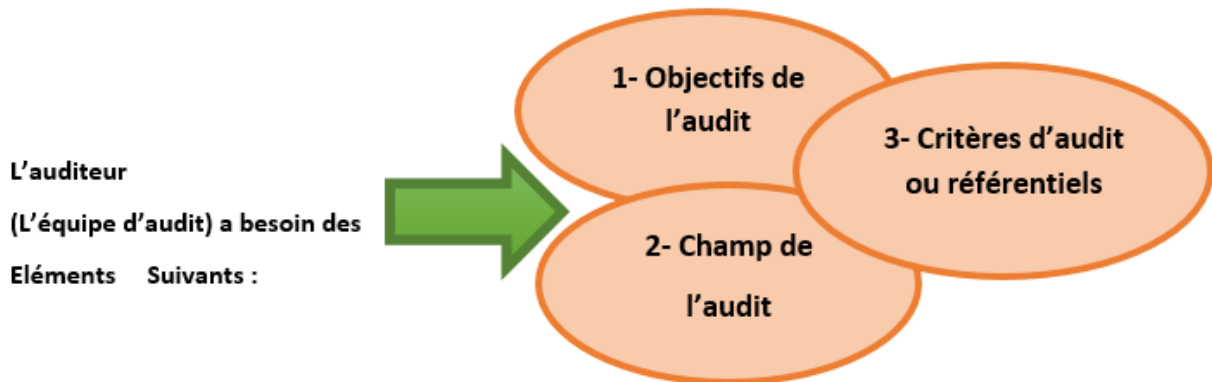 L’auditeur
(L’équipe d’audit) a besoin des
Eléments Suivants :
1- Objectifs de
l’audit
2- Champ de
l’audit
3- Critères d’audit
ou référentiels